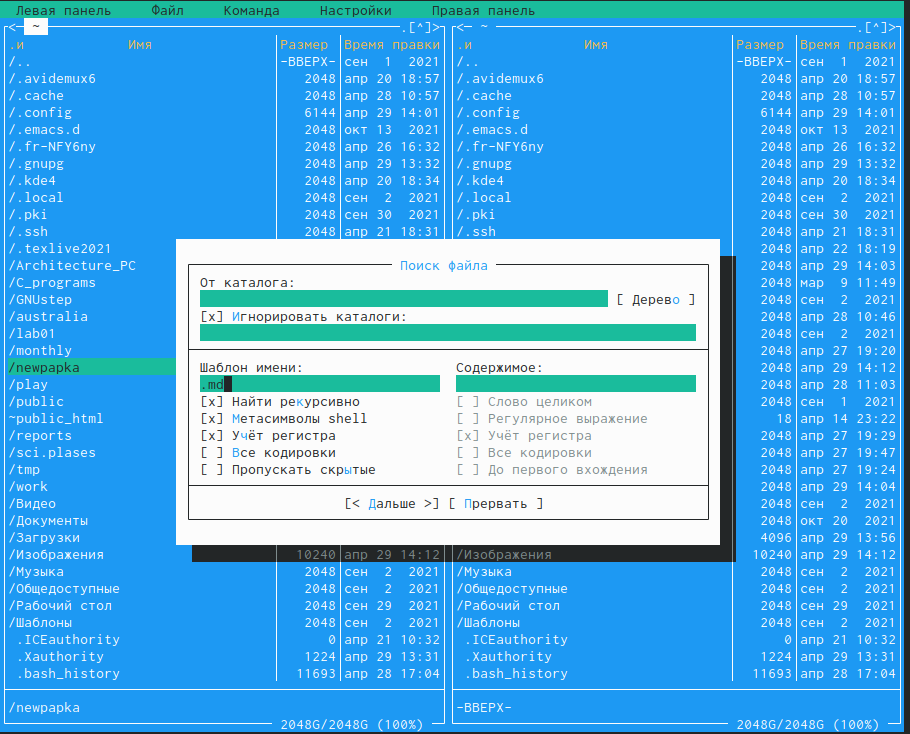 Левая панель Файл Команда Настройки Правая панель
<— ~ .[^]> <— ~ .[^]>
.и Имя Размер Время правки .и Имя Размер Время правки
/.. -ВВЕРХ- сен 1 2021 /.. -ВВЕРХ- сен 1 2021
/.avidemux6 2048 апр 20 18:57 /.avidemux6 2048 апр 20 18:57
/.cache 2048 апр 28 10:57 /.cache 2048 апр 28 10:57
/.config 6144 апр 29 14:01 /.config 6144 апр 29 14:01
/.emacs.d 2048 окт 13 2021 /.emacs.d 2048 окт 13 2021
/.fr-NFY6ny 2048 апр 26 16:32 /.fr-NFY6ny 2048 апр 26 16:32
/.gnupg 2048 апр 29 13:32 /.gnupg 2048 апр 29 13:32
/.kde4 2048 апр 20 18:34 /.kde4 2048 апр 20 18:34
/.local 2048 сен 2 2021 /.local 2048 сен 2 2021
/.pki 2048 сен 30 2021 /.pki 2048 сен 30 2021
/.ssh 2048 апр 21 18:31 /.ssh 2048 апр 21 18:31
/.texlive2021 2048 апр 22 18:19
/Architecture_PC Поиск файла 2048 апр 29 14:03
/C_programs От каталога: 2048 мар 9 11:49
/GNUstep [ Дерево ] 2048 сен 2 2021
/australia [x] Игнорировать каталоги: 2048 апр 28 10:46
/lab01 2048 сен 2 2021
/monthly 2048 апр 27 19:20
/newpapka Шаблон имени: Содержимое: 2048 апр 29 14:12
/play .md 2048 апр 28 11:03
/public [x] Найти рекурсивно [ ] Слово целиком 2048 сен 1 2021
~public_html [x] Метасимволы shell [ ] Регулярное выражение 18 апр 14 23:22
/reports [x] Учёт регистра [x] Учёт регистра 2048 апр 27 19:29
/sci.plases [ ] Все кодировки [ ] Все кодировки 2048 апр 27 19:47
/tmp [ ] Пропускать скрытые [ ] До первого вхождения 2048 апр 27 19:24
/work 2048 апр 29 14:04
/Видео [< Дальше >] [ Прервать ] 2048 сен 2 2021
/Документы 2048 окт 20 2021
/Загрузки 4096 апр 29 13:56
/Изображения 10240 апр 29 14:12 /Изображения 10240 апр 29 14:12
/Музыка 2048 сен 2 2021 /Музыка 2048 сен 2 2021
/Общедоступные 2048 сен 2 2021 /Общедоступные 2048 сен 2 2021
/Рабочий стол 2048 сен 29 2021 /Рабочий стол 2048 сен 29 2021
/Шаблоны 2048 сен 2 2021 /Шаблоны 2048 сен 2 2021
.ICEauthority 0 апр 21 10:32 .ICEauthority 0 апр 21 10:32
.Xauthority 1224 апр 29 13:31 .Xauthority 1224 апр 29 13:31
.bash_history 11693 апр 28 17:04 .bash_history 11693 апр 28 17:04
/newpapka -ВВЕРХ-
2048G/2048G (100%) 2048G/2048G (100%)